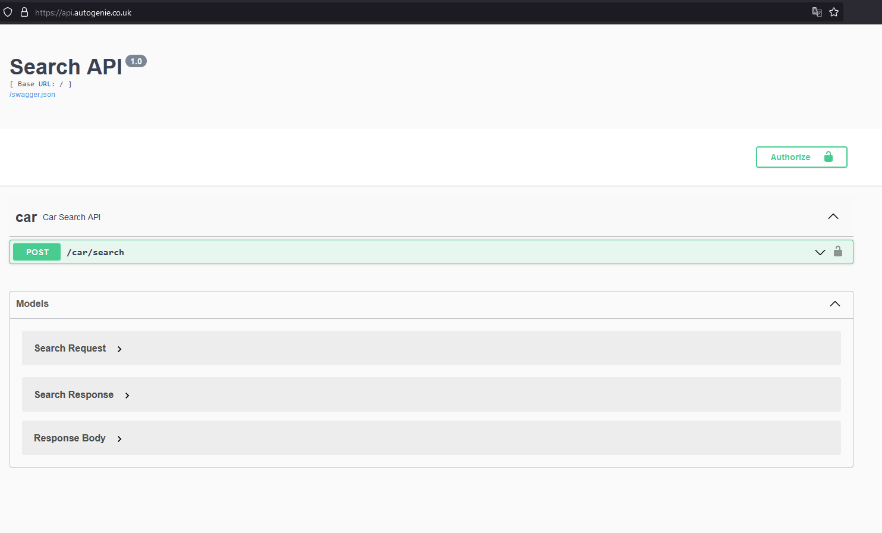 https://api.autogenie.co.uk
Search API 1.0
[ Base URL: / ]
/swagger.json
Authorize
car Car Search API
POST /car/search
Models
Search Request
Search Response
Response Body